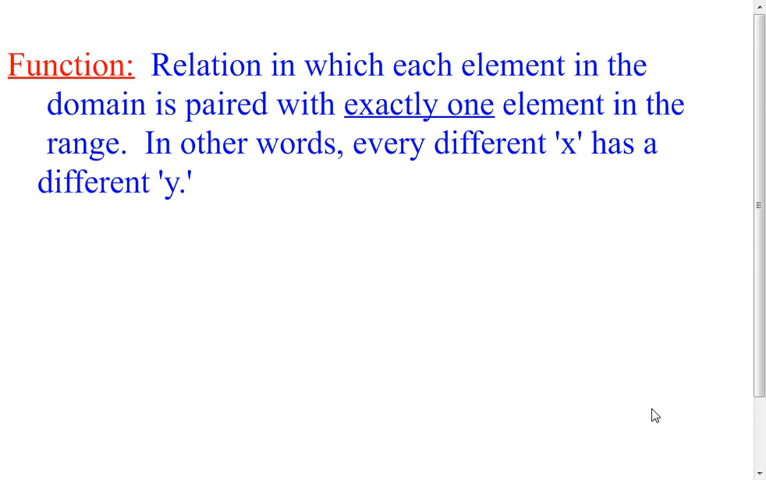 Function: Relation in which each element in the
domain is paired with exactly one element in the
range. In other words, every different 'x' has a
different 'y.'